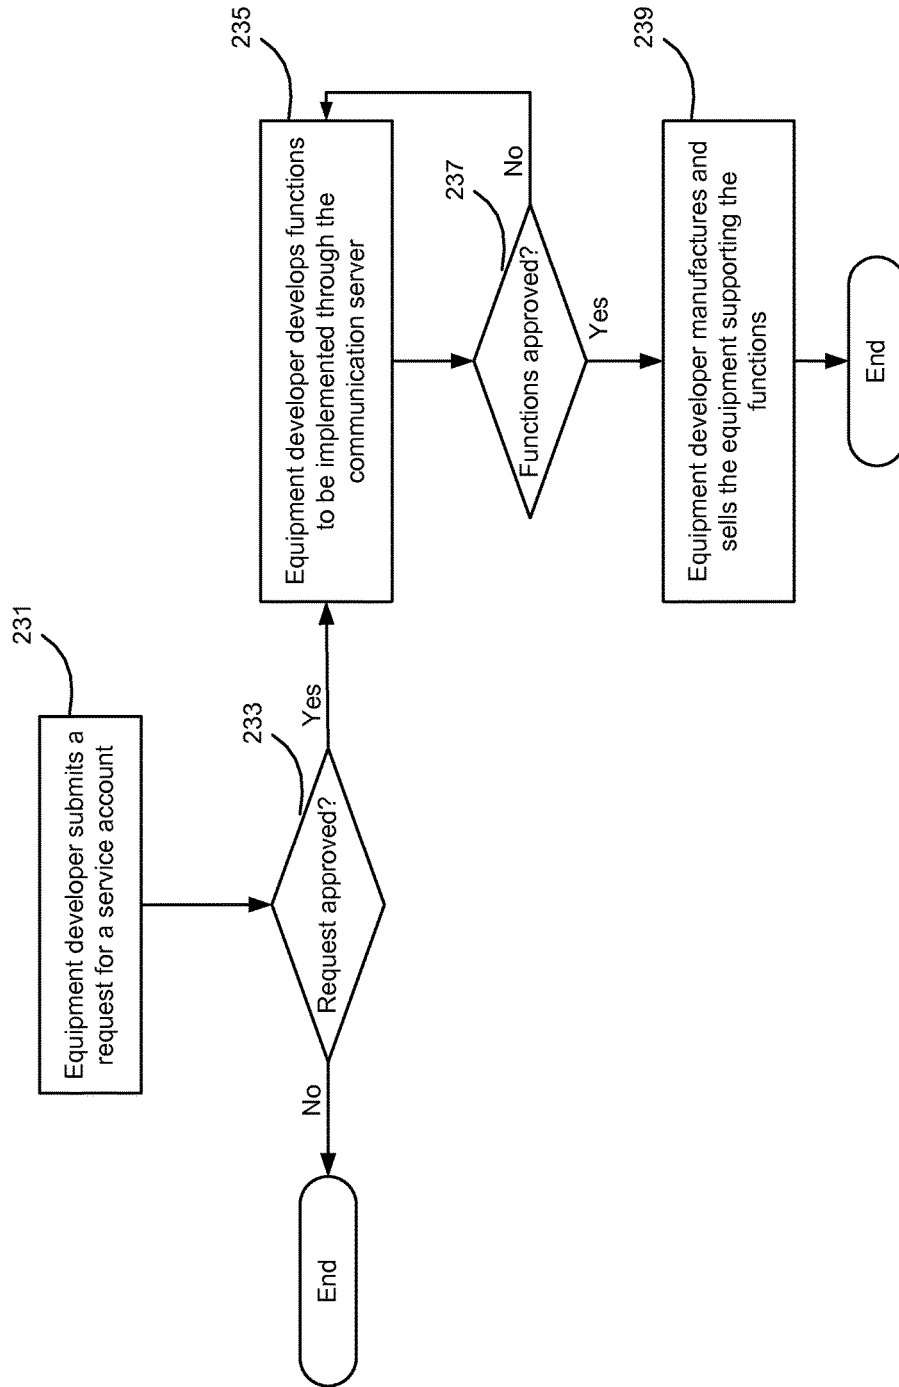 231
Equipment developer submits a
request for a service account
233
Request approved?
No
Yes
End
235
Equipment developer develops functions
to be implemented through the
communication server
237
Functions approved?
No
Yes
239
Equipment developer manufactures and
sells the equipment supporting the
functions
End